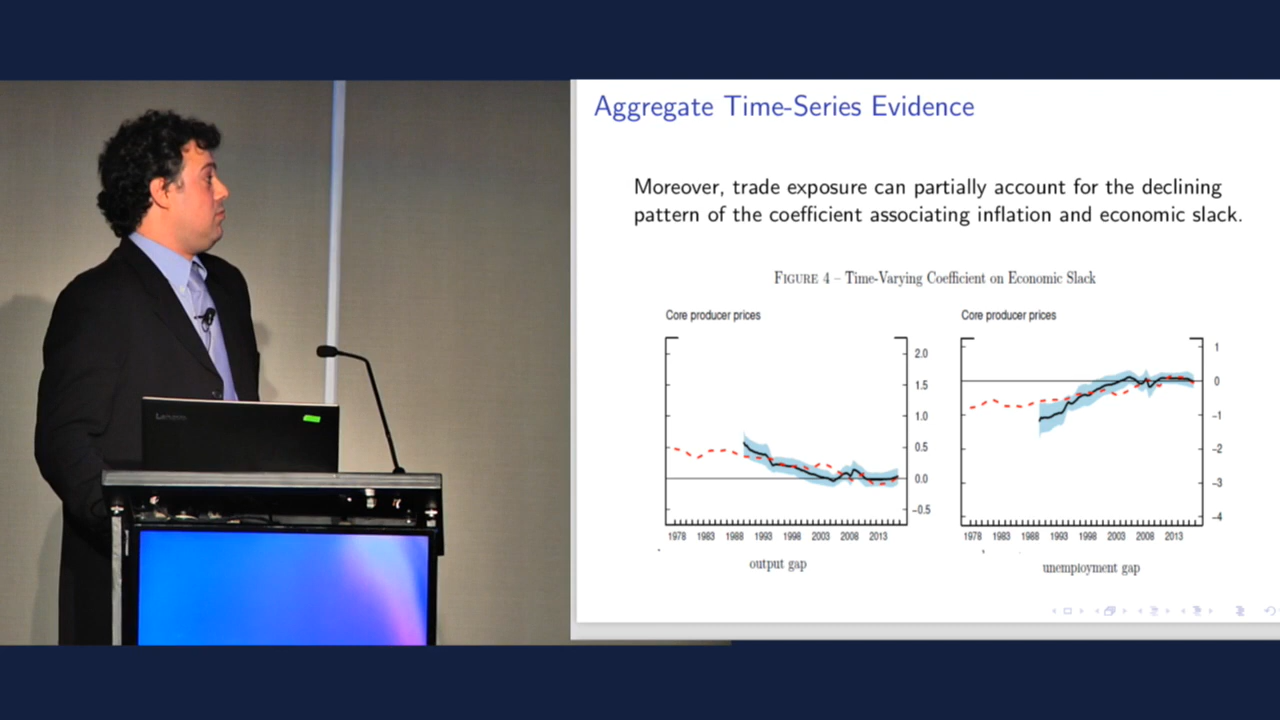 Aggregate Time-Series Evidence
Moreover, trade exposure can partially account for the declining
pattern of the coefficient associating inflation and economic slack.
FIGURE 4 – Time-Varying Coefficient on Economic Slack
Core producer prices
2.0
1.5
1.0
0.5
0.0
−0.5
1978 1983 1988 1993 1998 2003 2008 2013
output gap
Core producer prices
1
0
−1
−2
−3
−4
1978 1983 1988 1993 1998 2003 2008 2013
unemployment gap
Lenovo